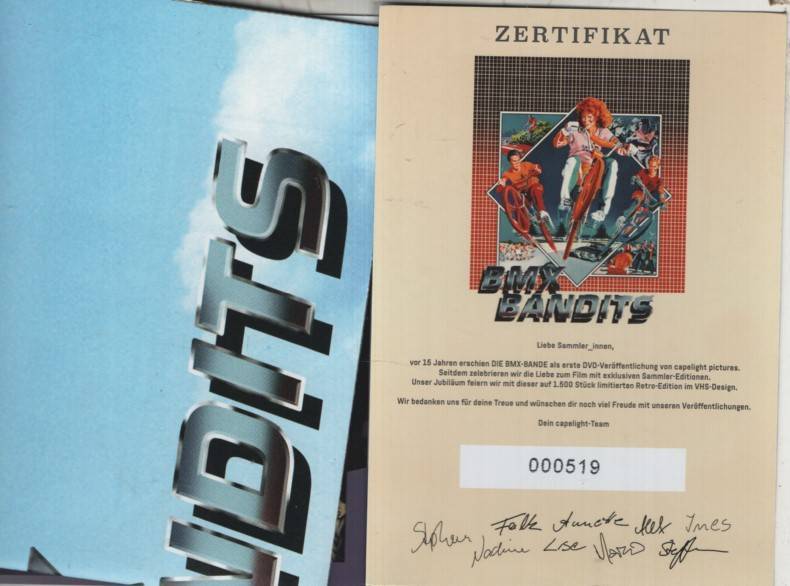 NDITS
ZERTIFIKAT
BMX
BANDITS
Liebe Sammler_innen,
vor 15 Jahren erschien DIE BMX-BANDE als erste DVD-Veröffentlichung von capelight pictures.
Seitdem zelebrieren wir die Liebe zum Film mit exklusiven Sammler-Editionen.
Unser Jubiläum feiern wir mit dieser auf 1.500 Stück limitierten Retro-Edition im VHS-Design.
Wir bedanken uns für deine Treue und wünschen dir noch viel Freude mit unseren Veröffentlichungen.
Dein capelight-Team
000519
Falk Annette Alex Ines
Nadine Lise Mario